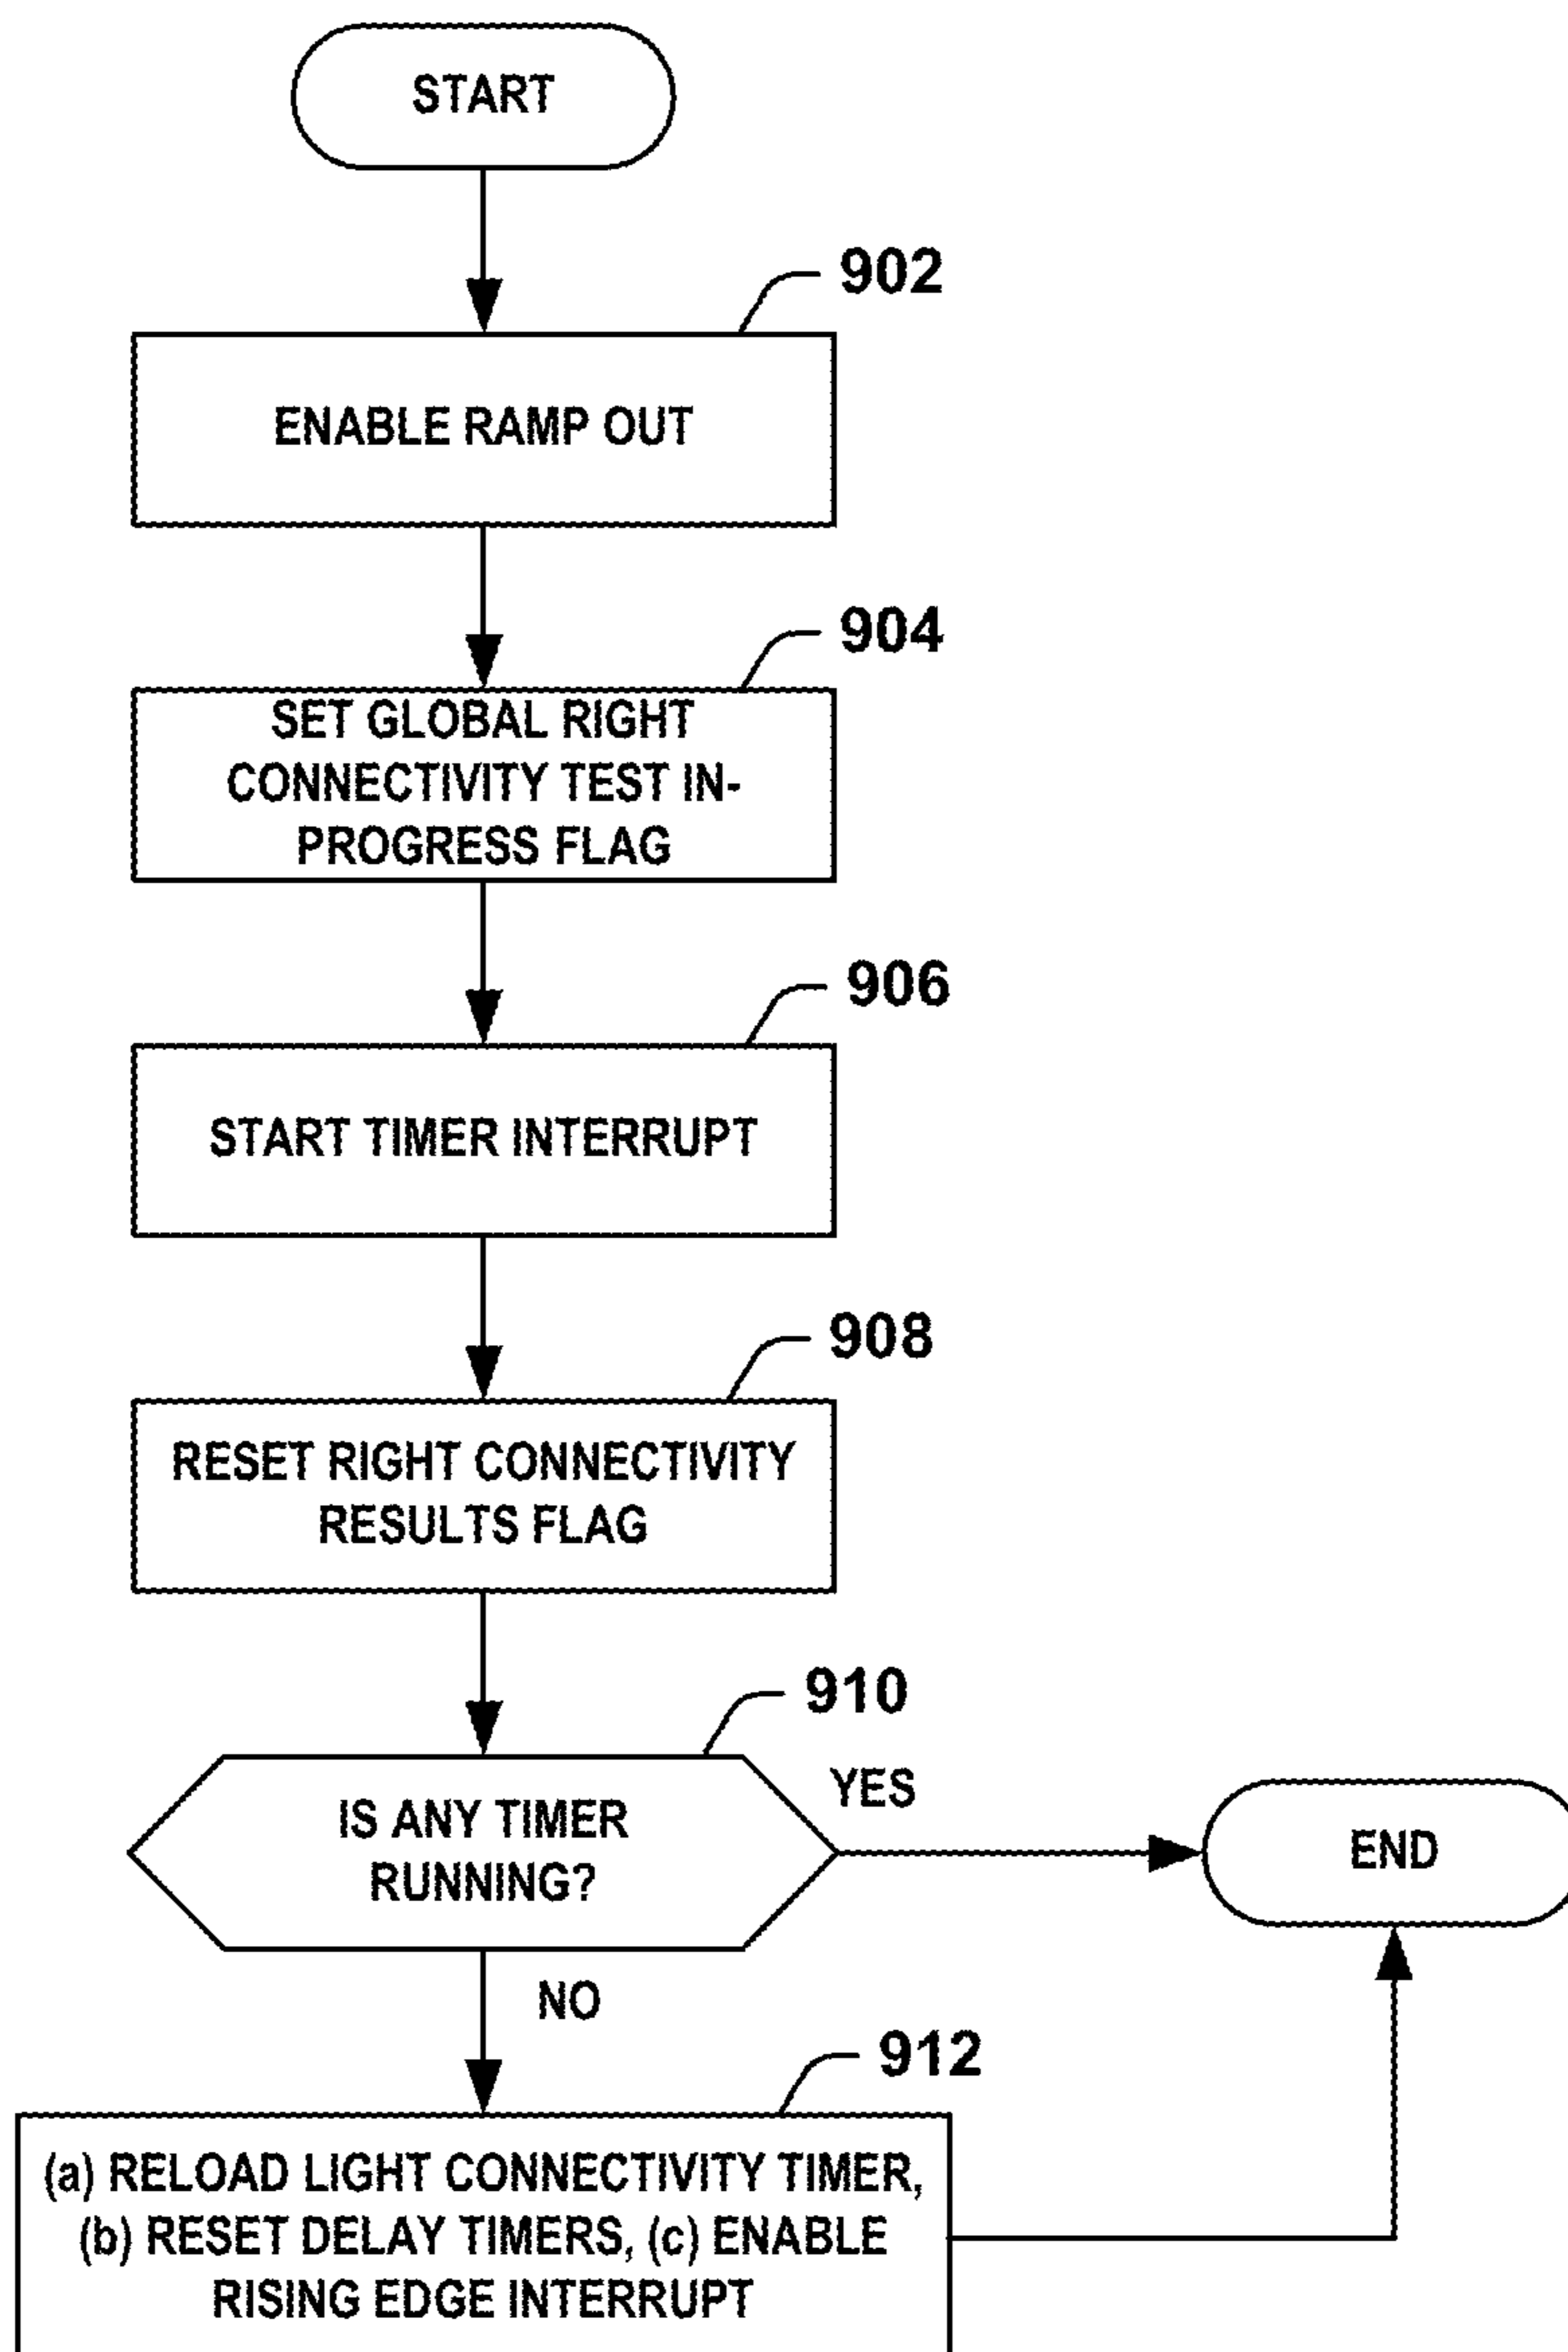 START
902
ENABLE RAMP OUT
904
SET GLOBAL RIGHT
CONNECTIVITY TEST IN-
PROGRESS FLAG
906
START TIMER INTERRUPT
908
RESET RIGHT CONNECTIVITY
RESULTS FLAG
910
IS ANY TIMER
RUNNING?
YES
END
NO
912
(a) RELOAD LIGHT CONNECTIVITY TIMER,
(b) RESET DELAY TIMERS, (c) ENABLE
RISING EDGE INTERRUPT